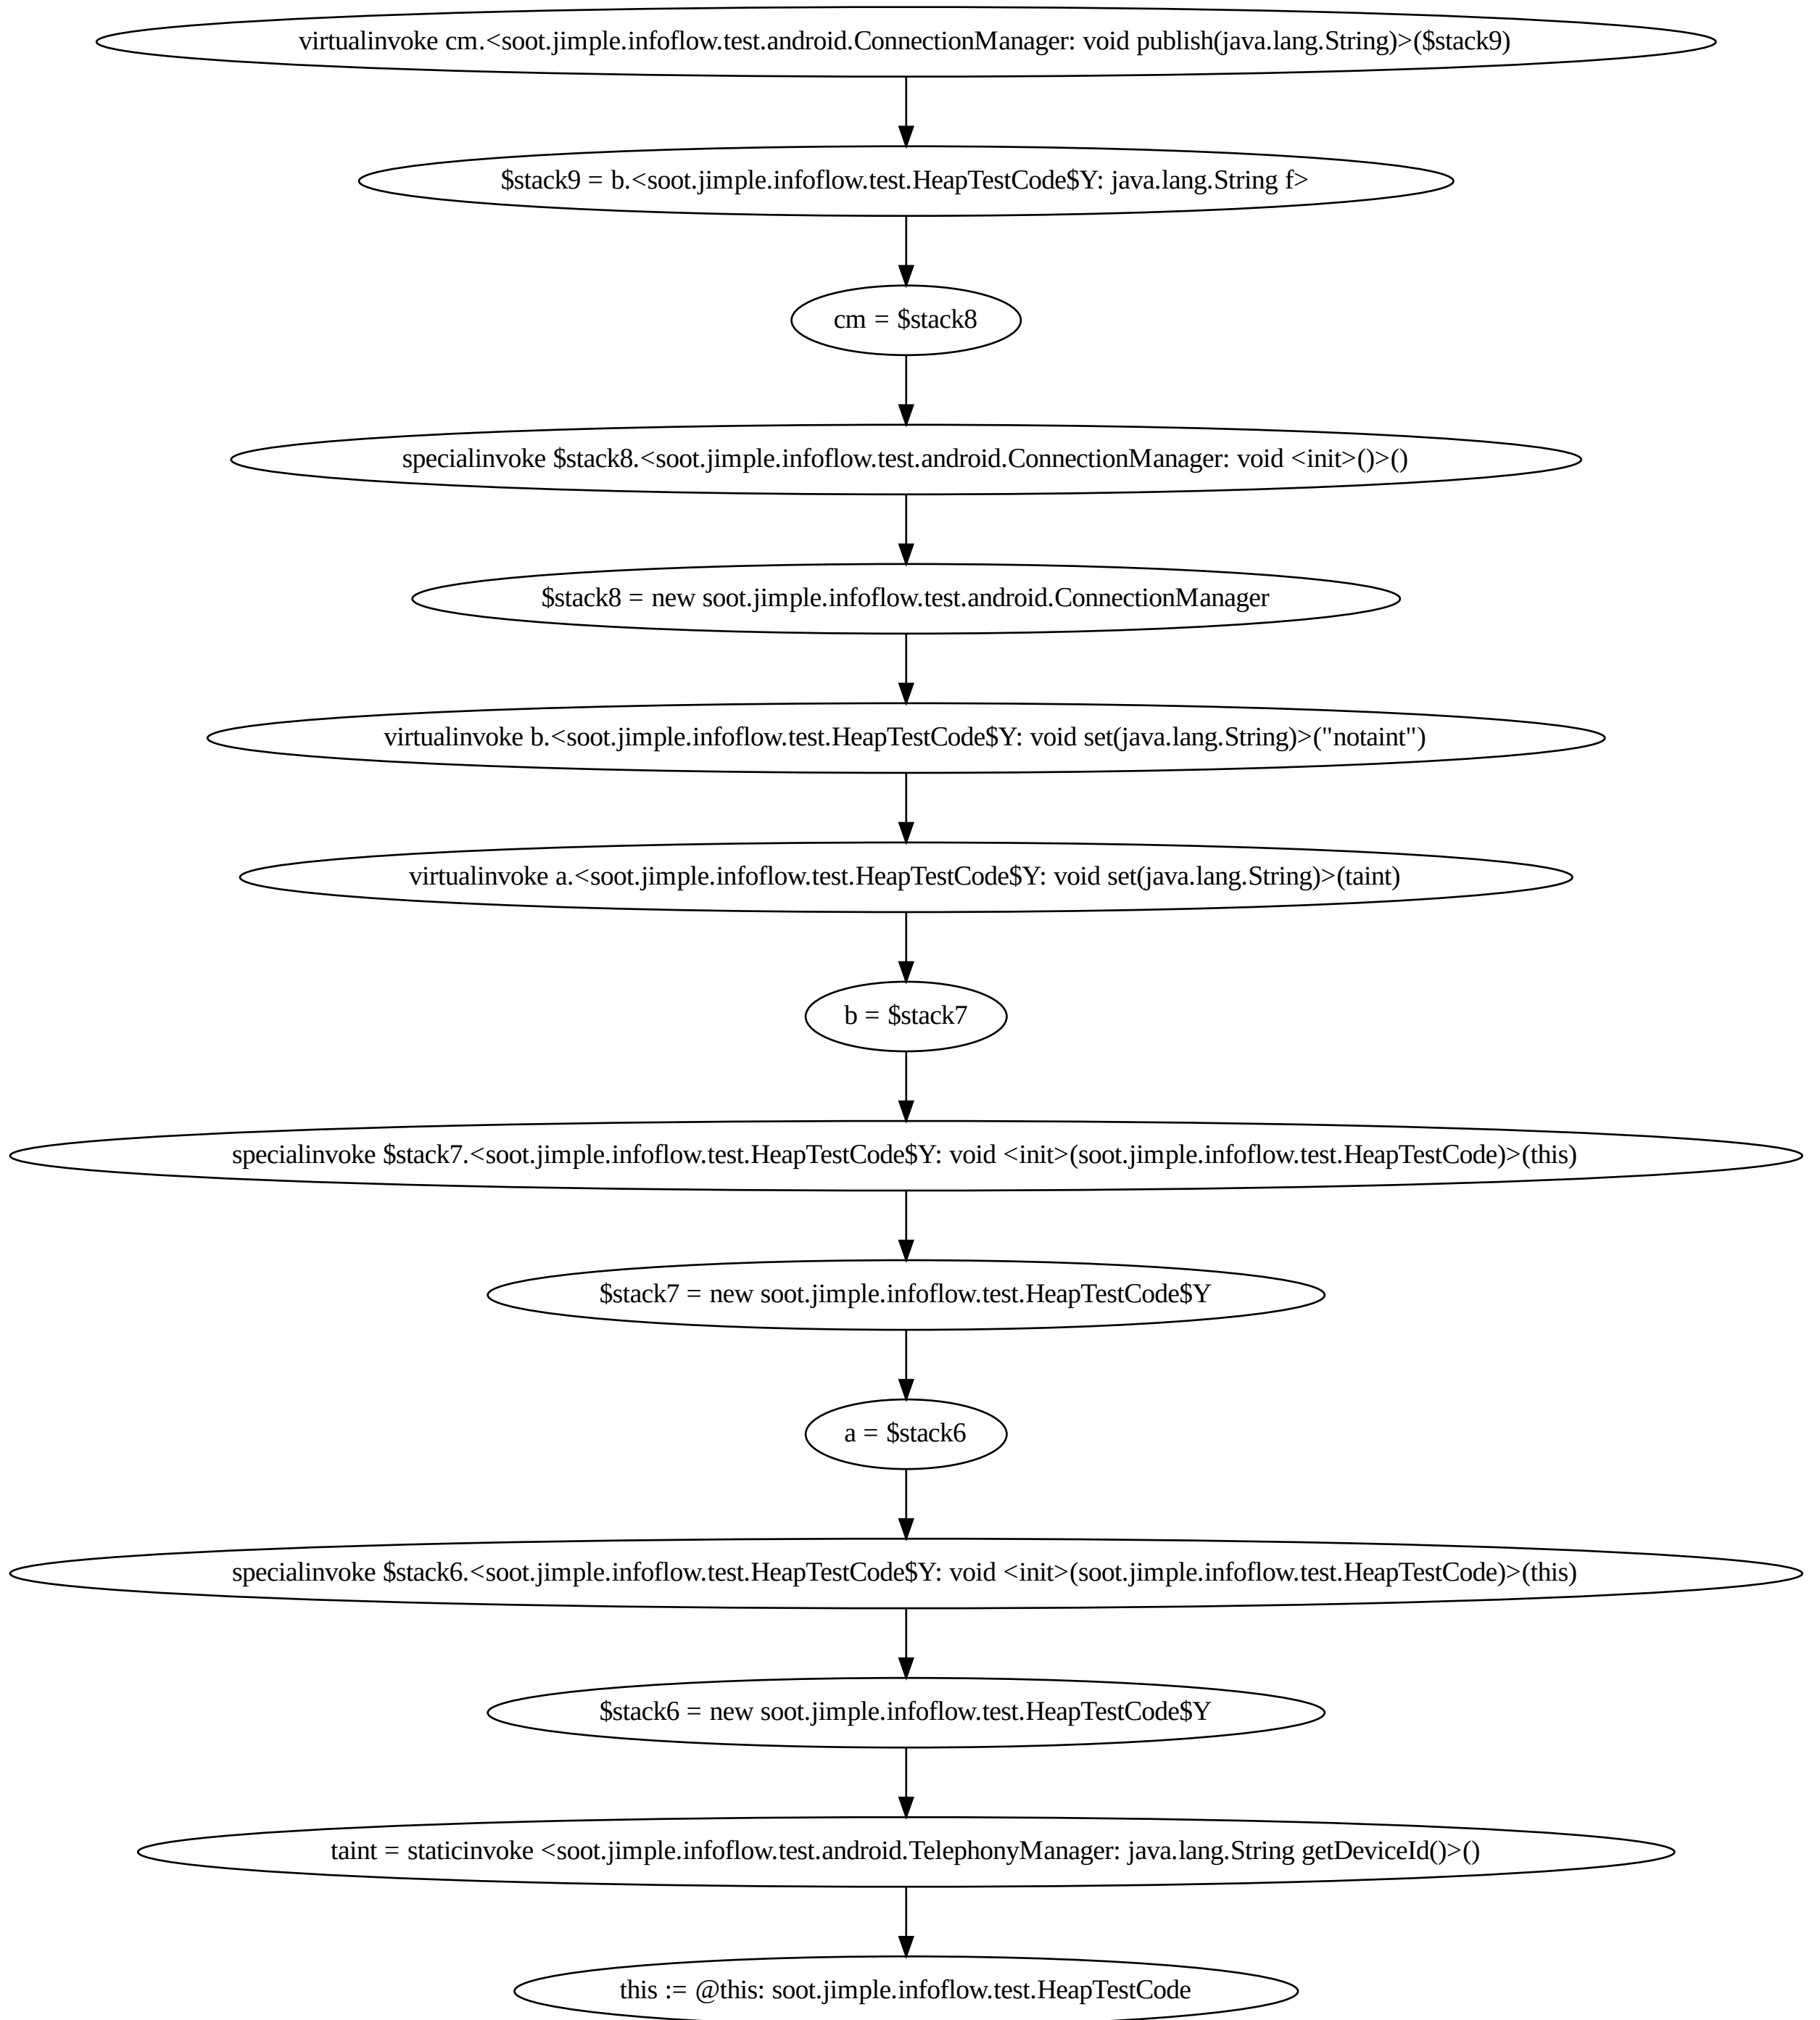 virtualinvoke cm.<soot.jimple.infoflow.test.android.ConnectionManager: void publish(java.lang.String)>($stack9)
$stack9 = b.<soot.jimple.infoflow.test.HeapTestCode$Y: java.lang.String f>
cm = $stack8
specialinvoke $stack8.<soot.jimple.infoflow.test.android.ConnectionManager: void <init>()>()
$stack8 = new soot.jimple.infoflow.test.android.ConnectionManager
virtualinvoke b.<soot.jimple.infoflow.test.HeapTestCode$Y: void set(java.lang.String)>("notaint")
virtualinvoke a.<soot.jimple.infoflow.test.HeapTestCode$Y: void set(java.lang.String)>(taint)
b = $stack7
specialinvoke $stack7.<soot.jimple.infoflow.test.HeapTestCode$Y: void <init>(soot.jimple.infoflow.test.HeapTestCode)>(this)
$stack7 = new soot.jimple.infoflow.test.HeapTestCode$Y
a = $stack6
specialinvoke $stack6.<soot.jimple.infoflow.test.HeapTestCode$Y: void <init>(soot.jimple.infoflow.test.HeapTestCode)>(this)
$stack6 = new soot.jimple.infoflow.test.HeapTestCode$Y
taint = staticinvoke <soot.jimple.infoflow.test.android.TelephonyManager: java.lang.String getDeviceId()>()
this := @this: soot.jimple.infoflow.test.HeapTestCode